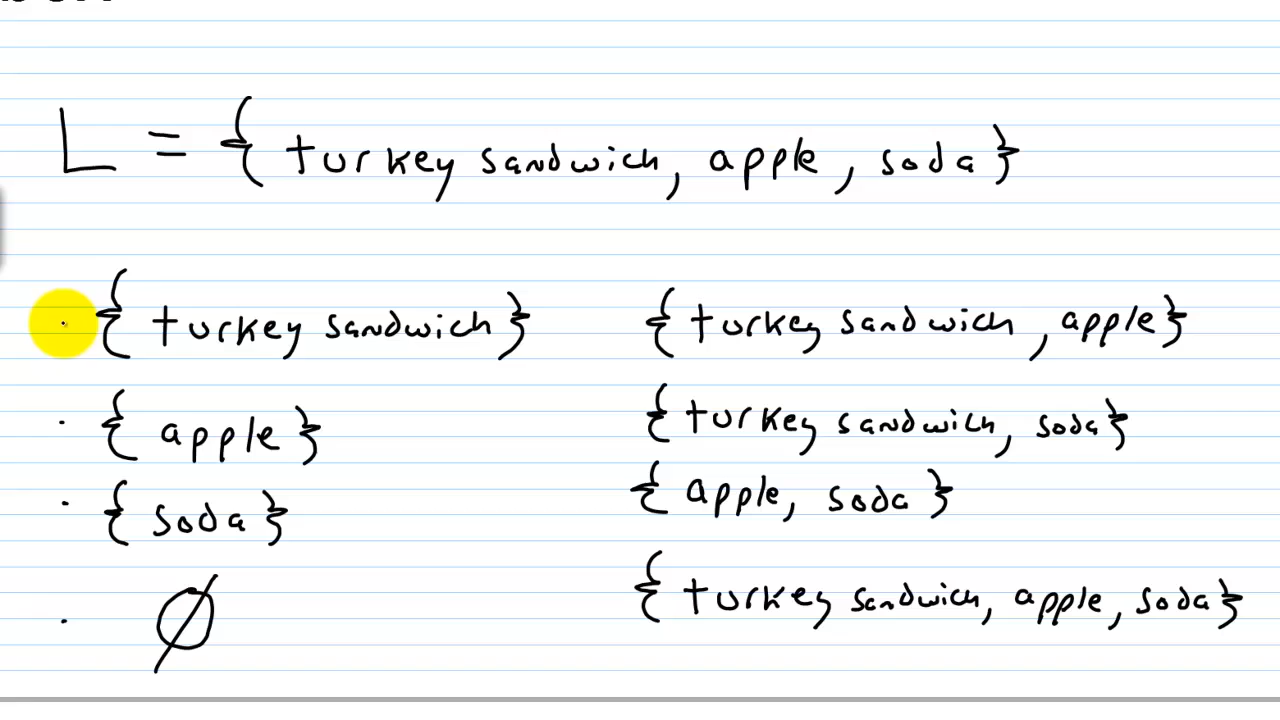 L = { turkey sandwich, apple, soda }
· { turkey sandwich }
· { apple }
· { soda }
· ∅
{ turkey sandwich, apple }
{ turkey sandwich, soda }
{ apple, soda }
{ turkey sandwich, apple, soda }